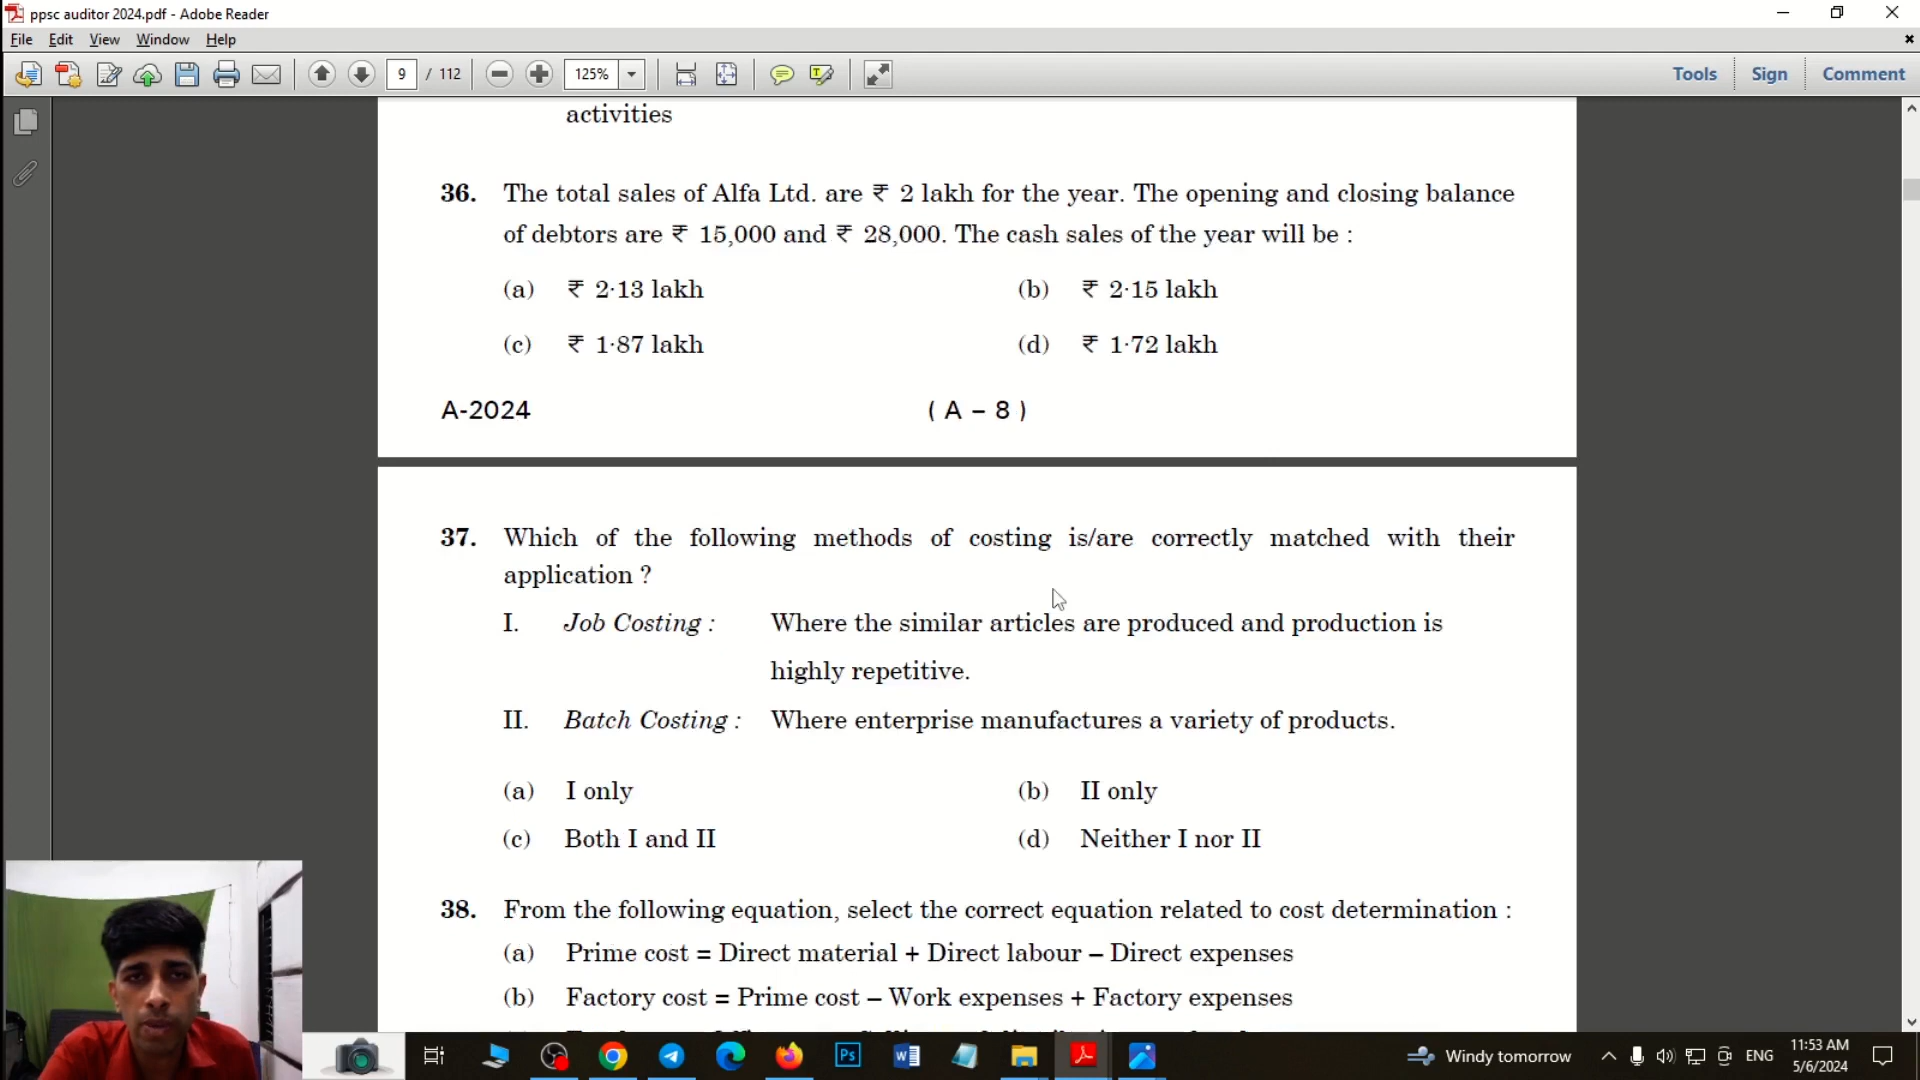 ppsc auditor 2024.pdf - Adobe Reader
File Edit View Window Help
9 / 112 125% Tools Sign Comment
activities
36. The total sales of Alfa Ltd. are ₹ 2 lakh for the year. The opening and closing balance
of debtors are ₹ 15,000 and ₹ 28,000. The cash sales of the year will be :
(a) ₹ 2·13 lakh (b) ₹ 2·15 lakh
(c) ₹ 1·87 lakh (d) ₹ 1·72 lakh
A-2024 ( A – 8 )
37. Which of the following methods of costing is/are correctly matched with their
application ?
I. Job Costing : Where the similar articles are produced and production is
highly repetitive.
II. Batch Costing : Where enterprise manufactures a variety of products.
(a) I only (b) II only
(c) Both I and II (d) Neither I nor II
38. From the following equation, select the correct equation related to cost determination :
(a) Prime cost = Direct material + Direct labour – Direct expenses
(b) Factory cost = Prime cost – Work expenses + Factory expenses
Ps W Windy tomorrow ENG 11:53 AM
5/6/2024